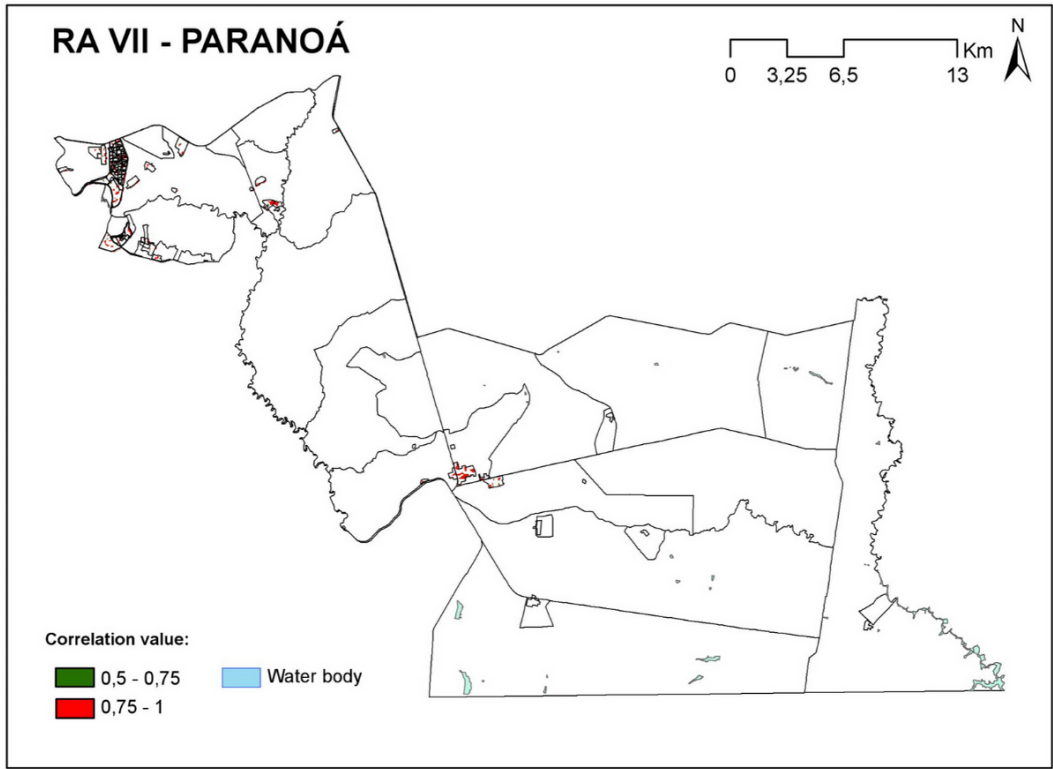 RA VII - PARANOÁ
N
Km
0 3,25 6,5 13
Correlation value:
0,5 - 0,75 Water body
0,75 - 1